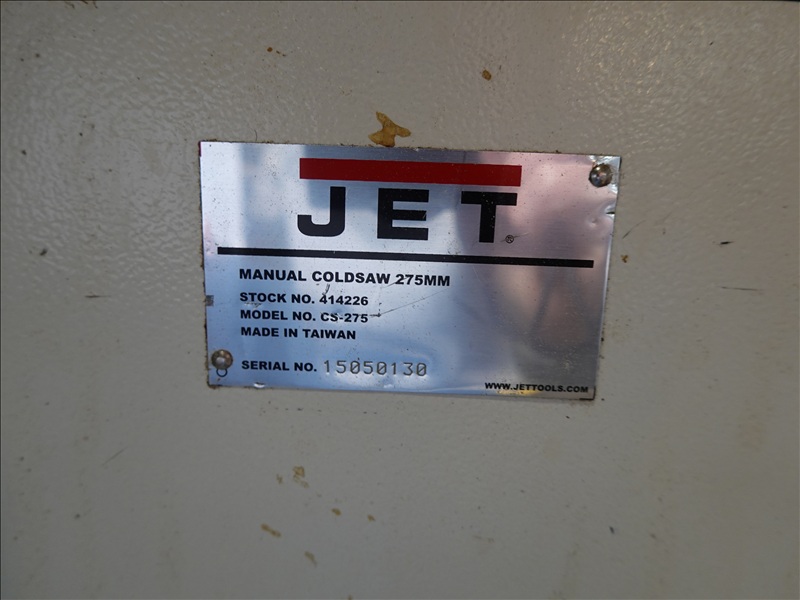 JET®
MANUAL COLDSAW 275MM
STOCK NO. 414226
MODEL NO. CS-275
MADE IN TAIWAN
SERIAL NO. 15050130
WWW.JETTOOLS.COM